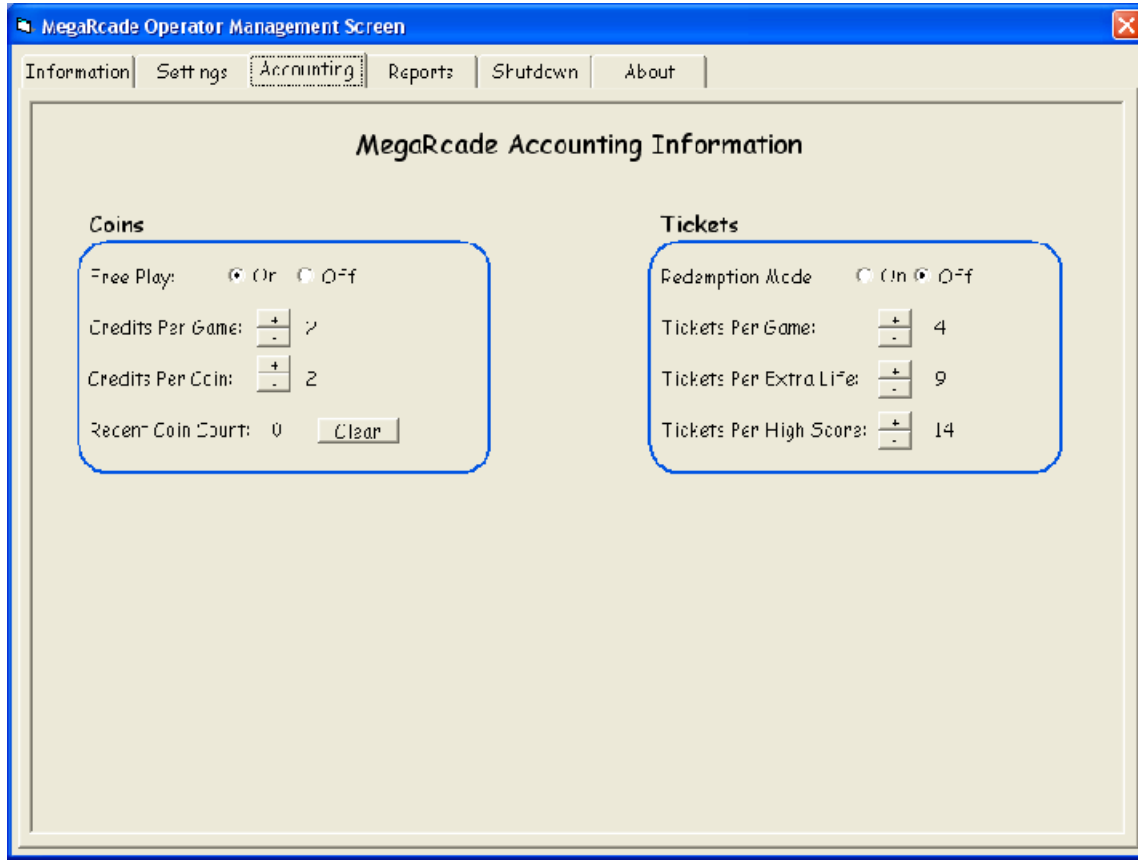 MegaRcade Operator Management Screen
Information Settings Accounting Reports Shutdown About
MegaRcade Accounting Information
Coins Tickets
Free Play: On Off Redemption Mode On Off
Credits Per Game: + - 2 Tickets Per Game: + - 4
Credits Per Coin: + - 2 Tickets Per Extra Life: + - 9
Recent Coin Count: 0 Clear Tickets Per High Score: + - 14